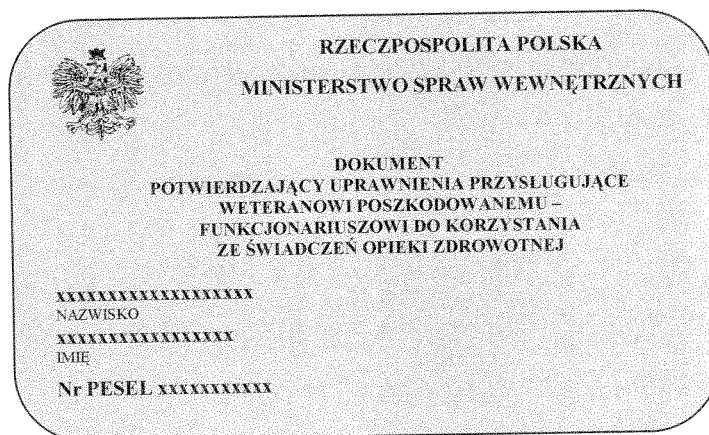 RZECZPOSPOLITA POLSKA
MINISTERSTWO SPRAW WEWNĘTRZNYCH
DOKUMENT
POTWIERDZAJĄCY UPRAWNIENIA PRZYSŁUGUJĄCE
WETERANOWI POSZKODOWANEMU –
FUNKCJONARIUSZOWI DO KORZYSTANIA
ZE ŚWIADCZEŃ OPIEKI ZDROWOTNEJ
xxxxxxxxxxxxxxxxxxx
NAZWISKO
xxxxxxxxxxxxxxxxx
IMIĘ
Nr PESEL xxxxxxxxxxx